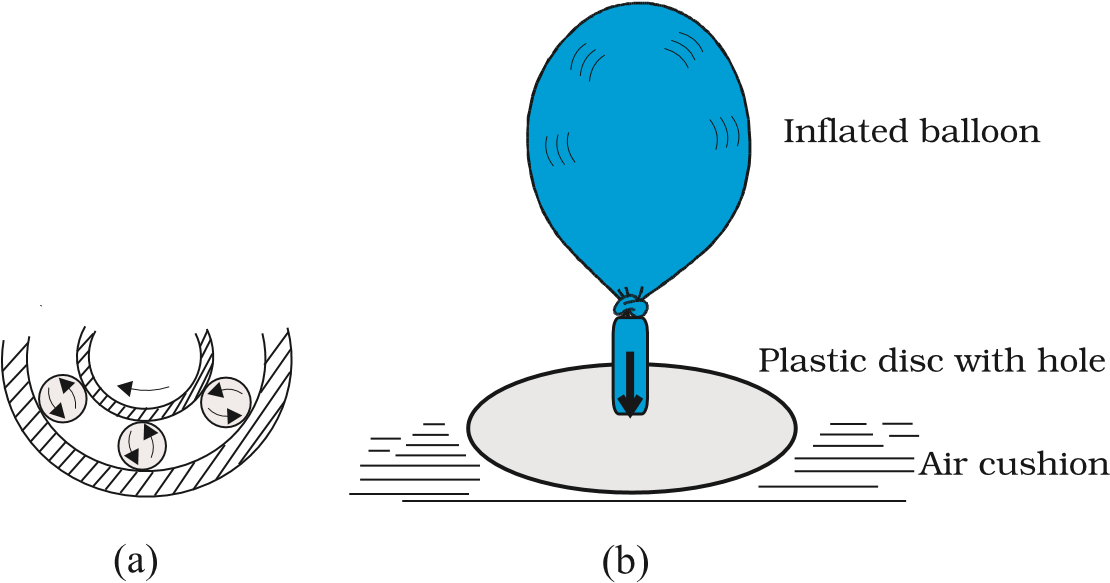 Inflated balloon
Plastic disc with hole
Air cushion
(a)
(b)